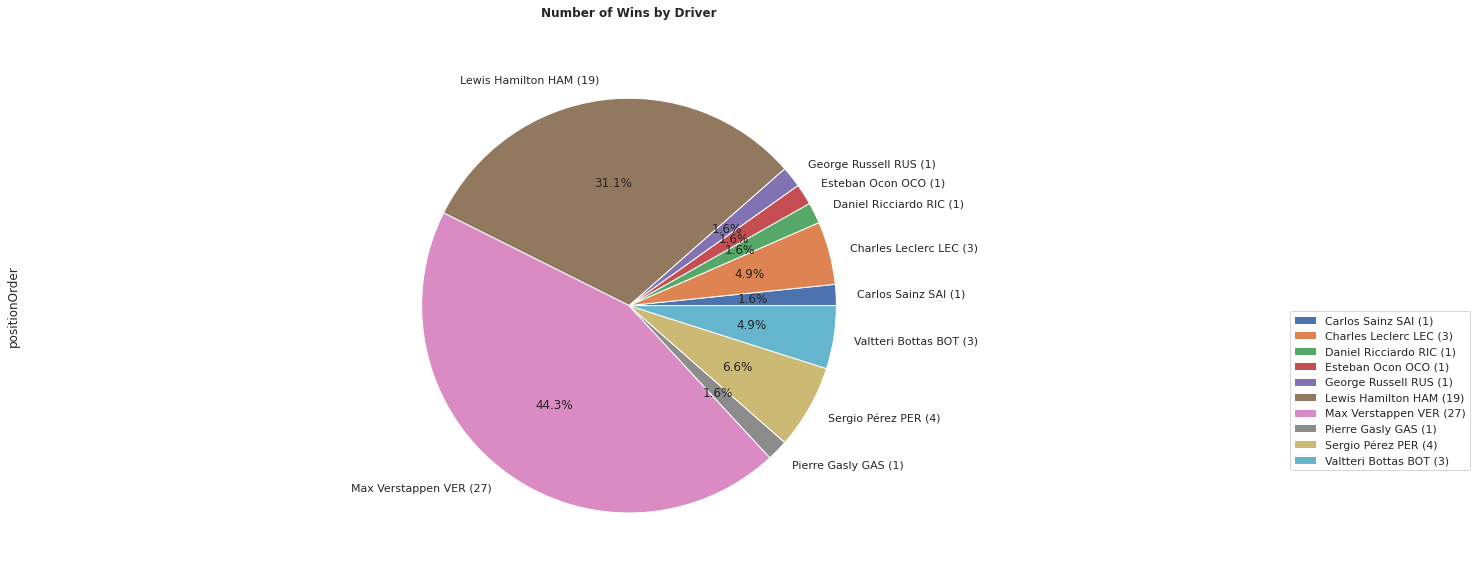 Number of Wins by Driver
Lewis Hamilton HAM (19)
George Russell RUS (1)
Esteban Ocon OCO (1)
Daniel Ricciardo RIC (1)
Charles Leclerc LEC (3)
Carlos Sainz SAI (1)
Valtteri Bottas BOT (3)
Sergio Pérez PER (4)
Pierre Gasly GAS (1)
Max Verstappen VER (27)
31.1%
1.6%
1.6%
1.6%
4.9%
1.6%
4.9%
6.6%
1.6%
44.3%
positionOrder
Carlos Sainz SAI (1)
Charles Leclerc LEC (3)
Daniel Ricciardo RIC (1)
Esteban Ocon OCO (1)
George Russell RUS (1)
Lewis Hamilton HAM (19)
Max Verstappen VER (27)
Pierre Gasly GAS (1)
Sergio Pérez PER (4)
Valtteri Bottas BOT (3)